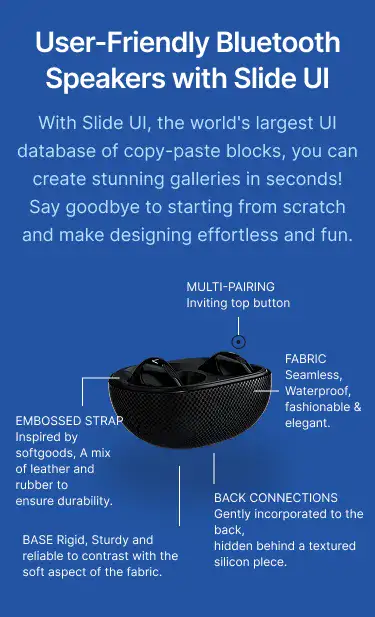 User-Friendly Bluetooth
Speakers with Slide UI
With Slide UI, the world's largest UI
database of copy-paste blocks, you can
create stunning galleries in seconds!
Say goodbye to starting from scratch
and make designing effortless and fun.
MULTI-PAIRING
Inviting top button
FABRIC
Seamless,
Waterproof,
fashionable &
elegant.
EMBOSSED STRAP
Inspired by
softgoods, A mix
of leather and
rubber to
ensure durability.
BACK CONNECTIONS
Gently incorporated to the
back,
hidden behind a textured
silicon plece.
BASE Rigid, Sturdy and
reliable to contrast with the
soft aspect of the fabric.